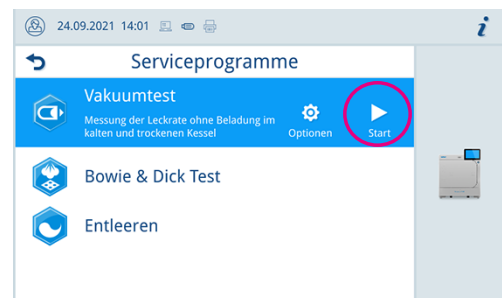 24.09.2021 14:01
i
Serviceprogramme
Vakuumtest
Messung der Leckrate ohne Beladung im
kalten und trockenen Kessel
Optionen
Start
Bowie & Dick Test
Entleeren